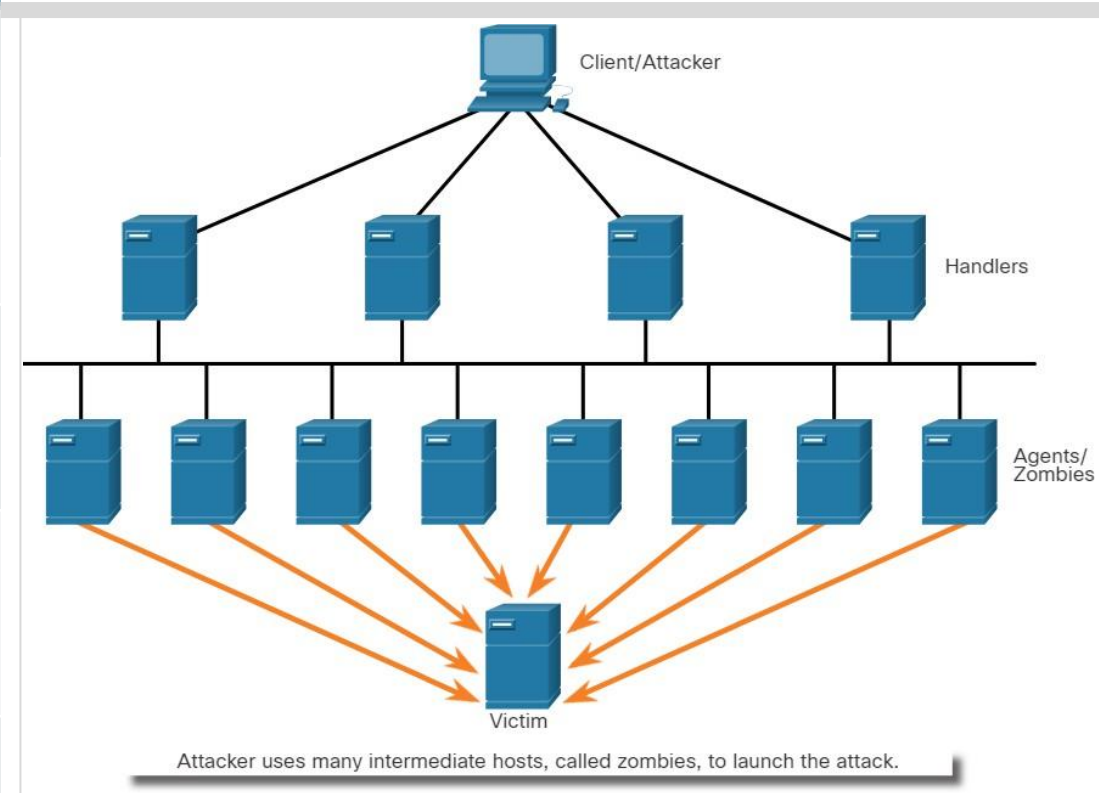 Client/Attacker
Handlers
Agents/
Zombies
Victim
Attacker uses many intermediate hosts, called zombies, to launch the attack.